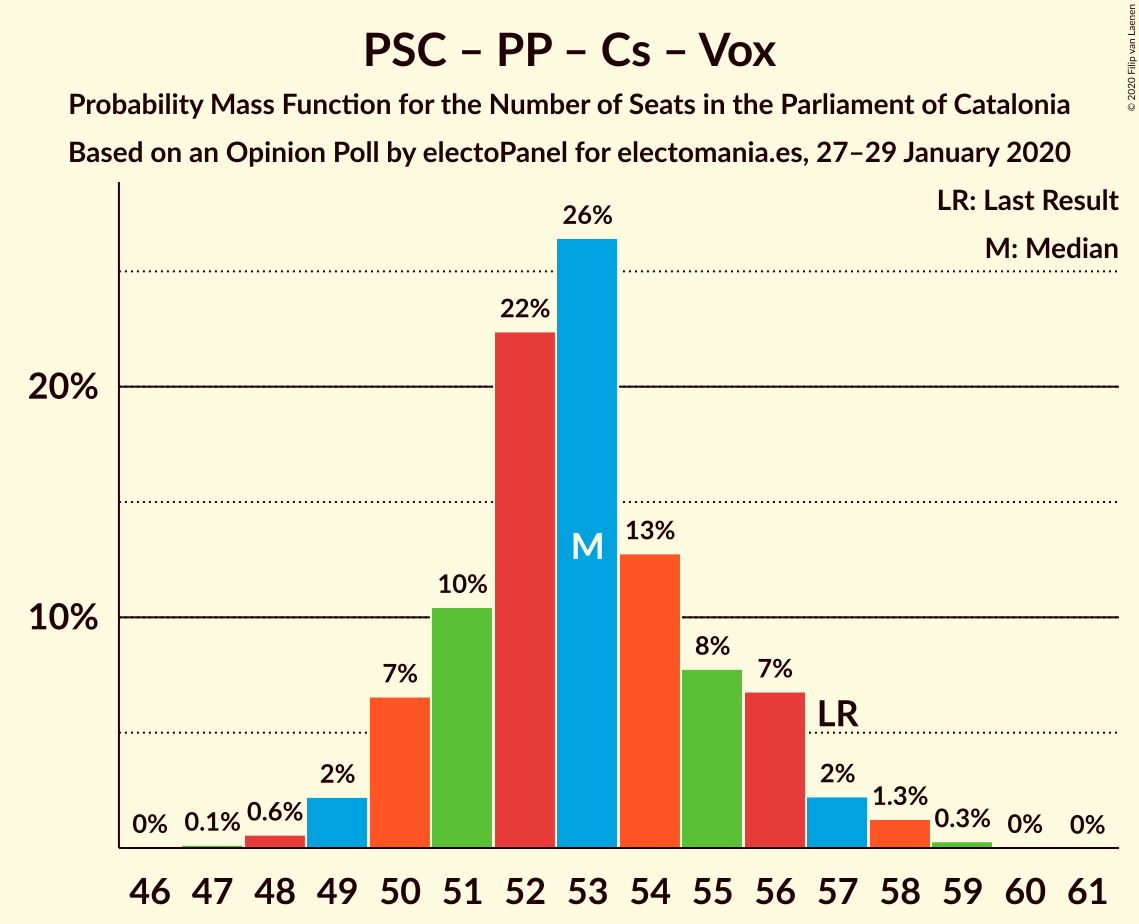 PSC – PP – Cs – Vox
Probability Mass Function for the Number of Seats in the Parliament of Catalonia
Based on an Opinion Poll by electoPanel for electomania.es, 27–29 January 2020
© 2020 Filip van Laenen
LR: Last Result
M: Median
26%
22%
20%
13%
M
10%
10%
8%
7%
7%
LR
2%
2%
1.3%
0.6%
0.3%
0.1%
0%
0%
0%
46 47 48 49 50 51 52 53 54 55 56 57 58 59 60 61